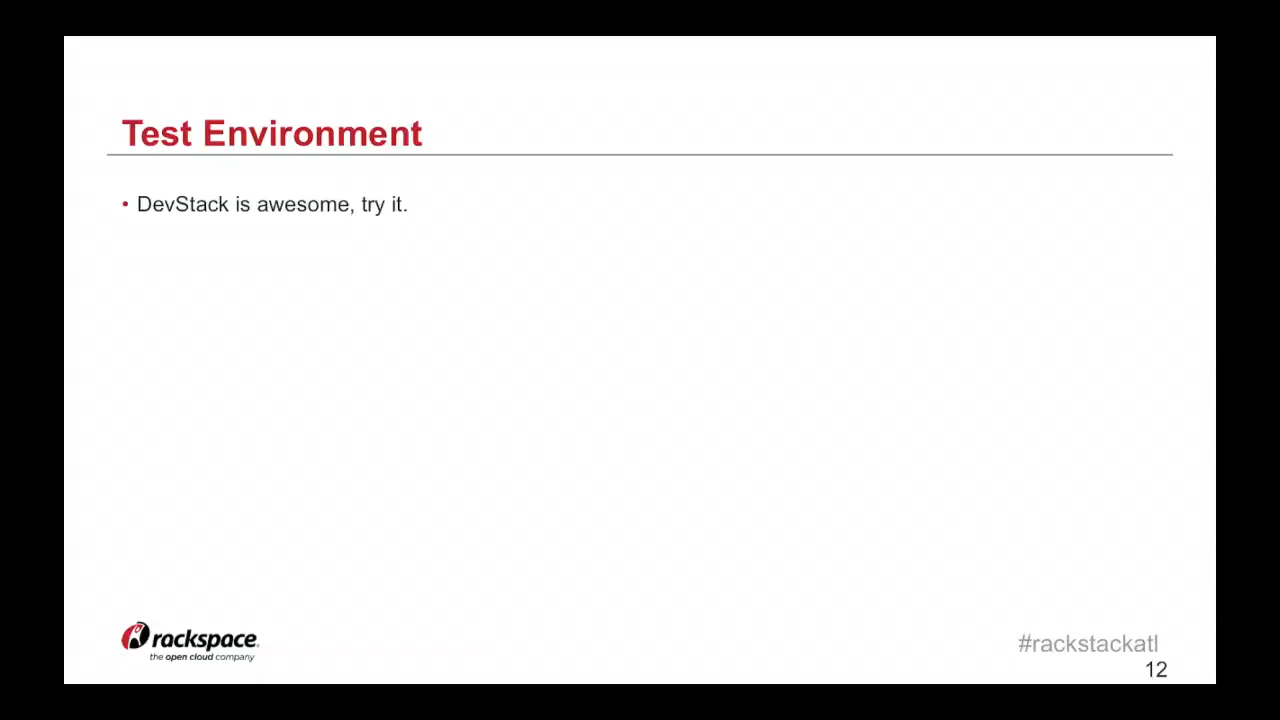 Test Environment
• DevStack is awesome, try it.
rackspace.
the open cloud company
#rackstackatl
12